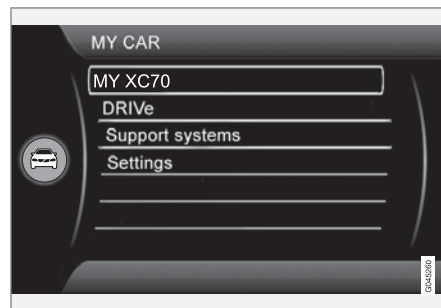 MY CAR
MY XC70
DRIVe
Support systems
Settings
G045260